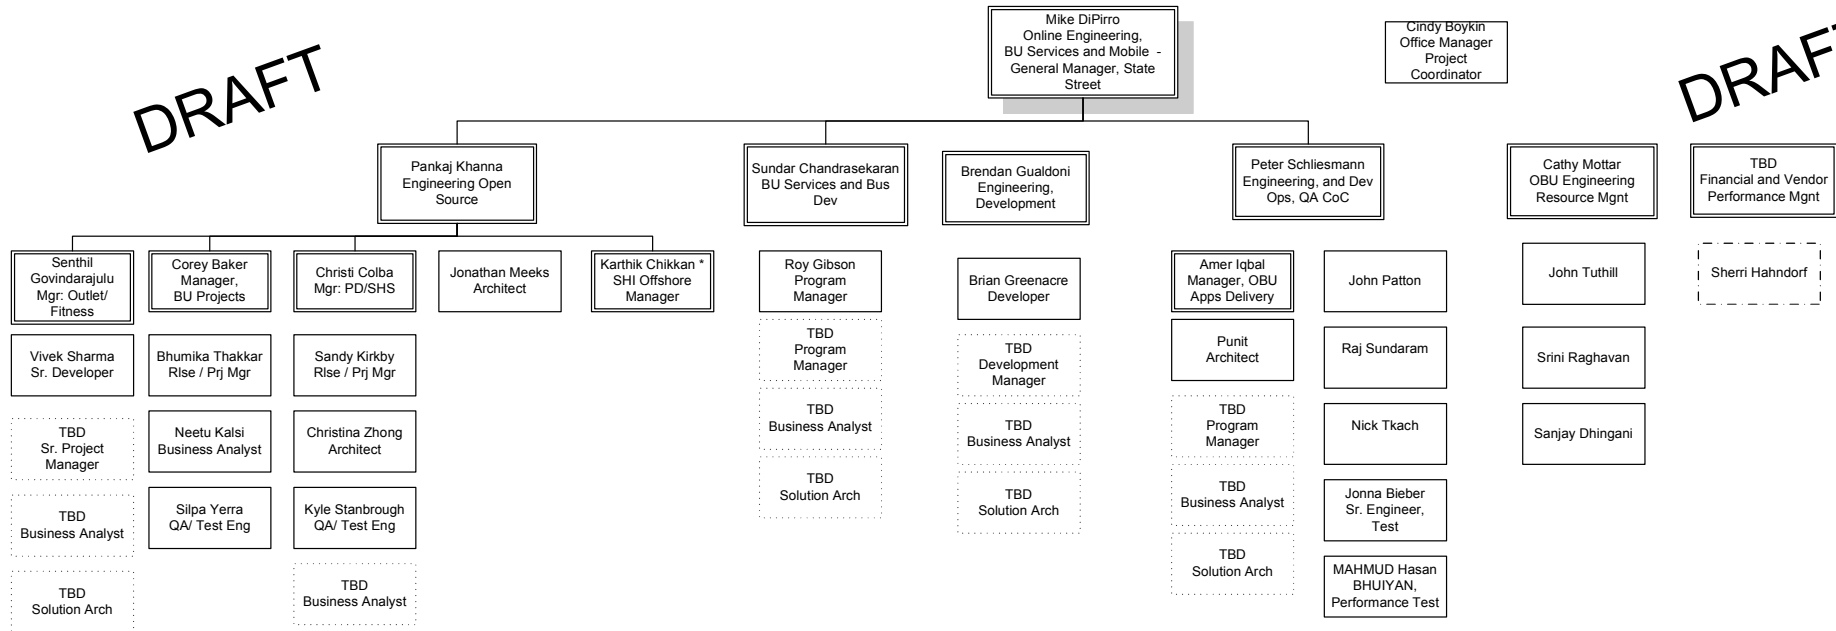 Mike DiPirro
Online Engineering,
BU Services and Mobile -
General Manager, State
Street
Cindy Boykin
Office Manager
Project
Coordinator
DRAFT
DRAF
Pankaj Khanna
Engineering Open
Source
Sundar Chandrasekaran
BU Services and Bus
Dev
Brendan Gualdoni
Engineering,
Development
Peter Schliesmann
Engineering, and Dev
Ops, QA CoC
Cathy Mottar
OBU Engineering
Resource Mgnt
TBD
Financial and Vendor
Performance Mgnt
Senthil
Govindarajulu
Mgr: Outlet/
Fitness
Corey Baker
Manager,
BU Projects
Christi Colba
Mgr: PD/SHS
Jonathan Meeks
Architect
Karthik Chikkan *
SHI Offshore
Manager
Roy Gibson
Program
Manager
Brian Greenacre
Developer
Amer Iqbal
Manager, OBU
Apps Delivery
John Patton
John Tuthill
Sherri Hahndorf
Vivek Sharma
Sr. Developer
Bhumika Thakkar
Rlse / Prj Mgr
Sandy Kirkby
Rlse / Prj Mgr
TBD
Program
Manager
TBD
Development
Manager
Punit
Architect
Raj Sundaram
Srini Raghavan
TBD
Sr. Project
Manager
Neetu Kalsi
Business Analyst
Christina Zhong
Architect
TBD
Business Analyst
TBD
Business Analyst
TBD
Program
Manager
Nick Tkach
Sanjay Dhingani
TBD
Business Analyst
Silpa Yerra
QA/ Test Eng
Kyle Stanbrough
QA/ Test Eng
TBD
Solution Arch
TBD
Solution Arch
TBD
Business Analyst
Jonna Bieber
Sr. Engineer,
Test
TBD
Solution Arch
TBD
Business Analyst
TBD
Solution Arch
MAHMUD Hasan
BHUIYAN,
Performance Test